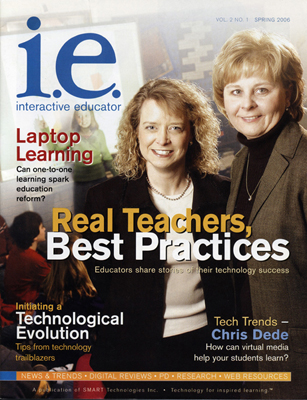 VOL. 2 NO. 1 SPRING 2006
i.e.
interactive educator
Laptop
Learning
Can one-to-one
learning spark
education
reform?
Real Teachers,
Best Practices
Educators share stories of their technology success
Initiating a
Technological
Evolution
Tips from technology
trailblazers
Tech Trends –
Chris Dede
How can virtual media
help your students learn?
NEWS & TRENDS • DIGITAL REVIEWS • PD • RESEARCH • WEB RESOURCES
A publication of SMART Technologies Inc. • Technology for inspired learning™